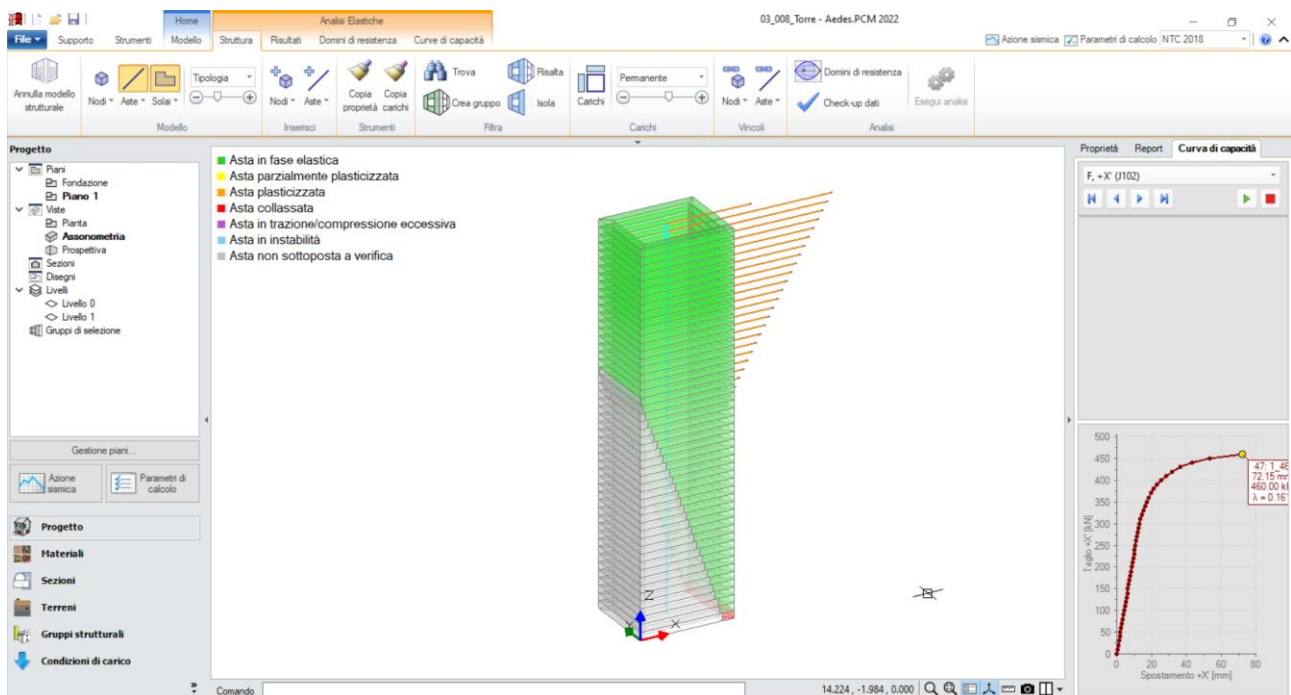 03_008_Torre - Aedes.PCM 2022
Home
Analisi Elastiche
File
Supporto
Strumenti
Modello
Struttura
Risultati
Domini di resistenza
Curve di capacità
Azione sismica
Parametri di calcolo
NTC 2018
Annulla modello
strutturale
Nodi
Aste
Solai
Tipologia
Modello
Nodi
Aste
Inserisci
Copia
proprietà
Copia
carichi
Strumenti
Trova
Crea gruppo
Risalta
Isola
Filtra
Carichi
Permanente
Carichi
Nodi
Aste
Vincoli
Domini di resistenza
Check-up dati
Esegui analisi
Analisi
Progetto
Piani
Fondazione
Piano 1
Viste
Pianta
Assonometria
Prospettiva
Sezioni
Disegni
Livelli
Livello 0
Livello 1
Gruppi di selezione
Gestione piani...
Azione
sismica
Parametri di
calcolo
Progetto
Materiali
Sezioni
Terreni
Gruppi strutturali
Condizioni di carico
Asta in fase elastica
Asta parzialmente plasticizzata
Asta plasticizzata
Asta collassata
Asta in trazione/compressione eccessiva
Asta in instabilità
Asta non sottoposta a verifica
Z
Y
X
Comando
14.224 , -1.984 , 0.000
Proprietà
Report
Curva di capacità
F, +X' (J102)
500
450
400
350
300
250
200
150
100
50
0
Taglio +X' [kN]
47: 1_46
72.15 mm
460.00 k
λ = 0.16
0
20
40
60
80
Spostamento +X' [mm]